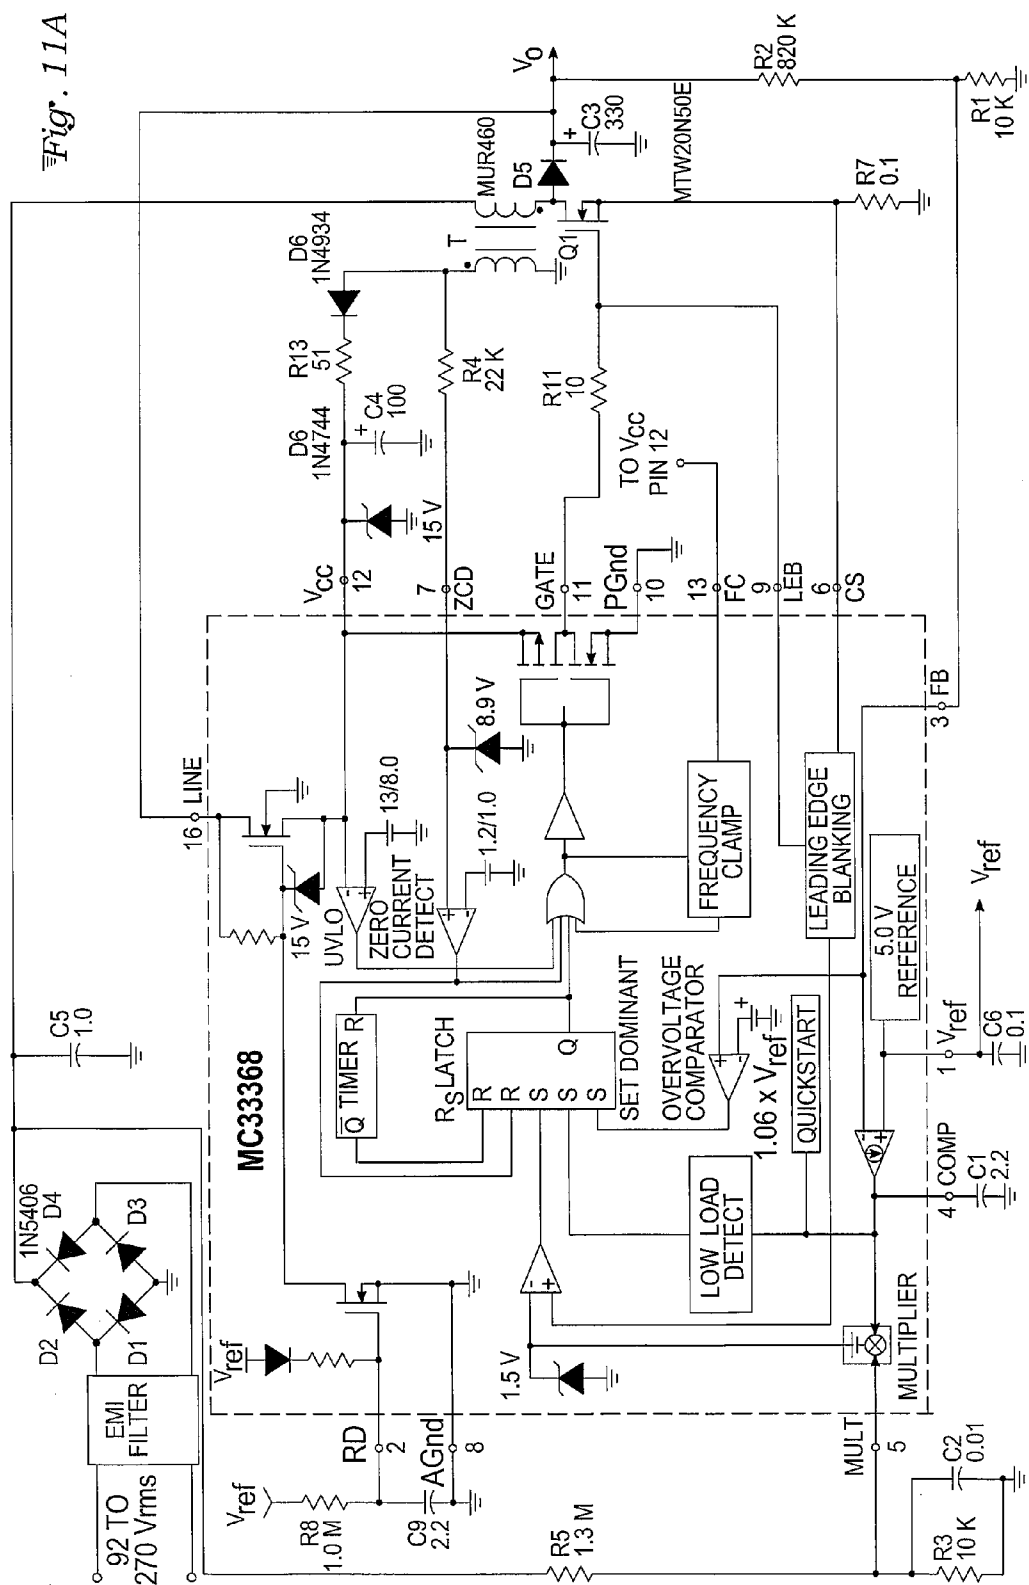 Fig. 11A
92 TO
270 Vrms
EMI
FILTER
D2
D1
1N5406
D4
D3
C5
1.0
MC33368
16 LINE
15 V
UVLO
13/8.0
ZERO
CURRENT
DETECT
1.2/1.0
8.9 V
VCC
12
15 V
D6
1N4744
C4
100
+
R13
51
D6
1N4934
T
MUR460
D5
C3
330
+
VO
7
ZCD
R4
22 K
Q1
MTW20N50E
R2
820 K
R1
10 K
R7
0.1
Vref
R8
1.0 M
C9
2.2
RD
2
AGnd
8
Vref
Q TIMER R
RS LATCH
R
R
S
S
S
Q
SET DOMINANT
GATE
11
R11
10
PGnd
10
TO VCC
PIN 12
13
FC
9
LEB
6
CS
FREQUENCY
CLAMP
LEADING EDGE
BLANKING
OVERVOLTAGE
COMPARATOR
1.06 x Vref
+
QUICKSTART
5.0 V
REFERENCE
LOW LOAD
DETECT
1.5 V
MULTIPLIER
MULT
5
R5
1.3 M
R3
10 K
C2
0.01
4 COMP
C1
2.2
1 Vref
C6
0.1
Vref
3 FB